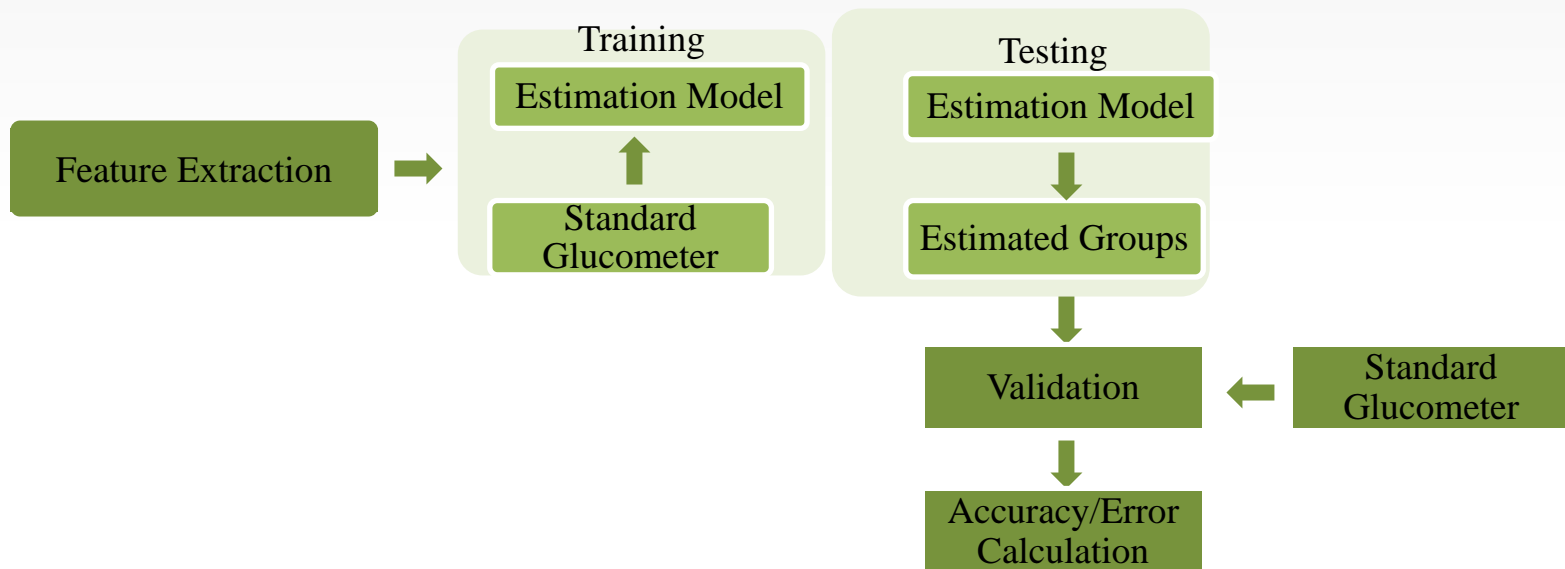 Feature Extraction
Training
Estimation Model
Standard
Glucometer
Testing
Estimation Model
Estimated Groups
Validation
Standard
Glucometer
Accuracy/Error
Calculation